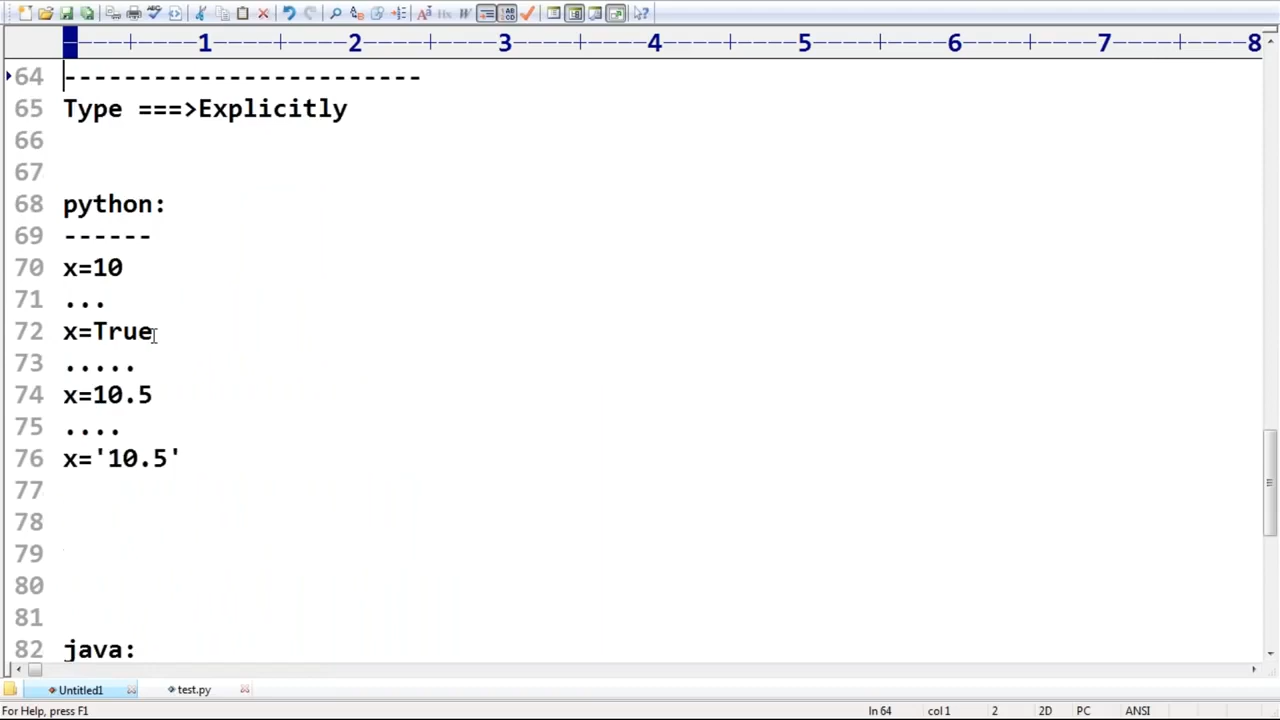 ----+----1----+----2----+----3----+----4----+----5----+----6----+----7----+----8
64 ------------------------
65 Type ===>Explicitly
66
67
68 python:
69 ------
70 x=10
71 ...
72 x=True
73 .....
74 x=10.5
75 ....
76 x='10.5'
77
78
79
80
81
82 java:
Untitled1 test.py
For Help, press F1 ln 64 col 1 2 2D PC ANSI